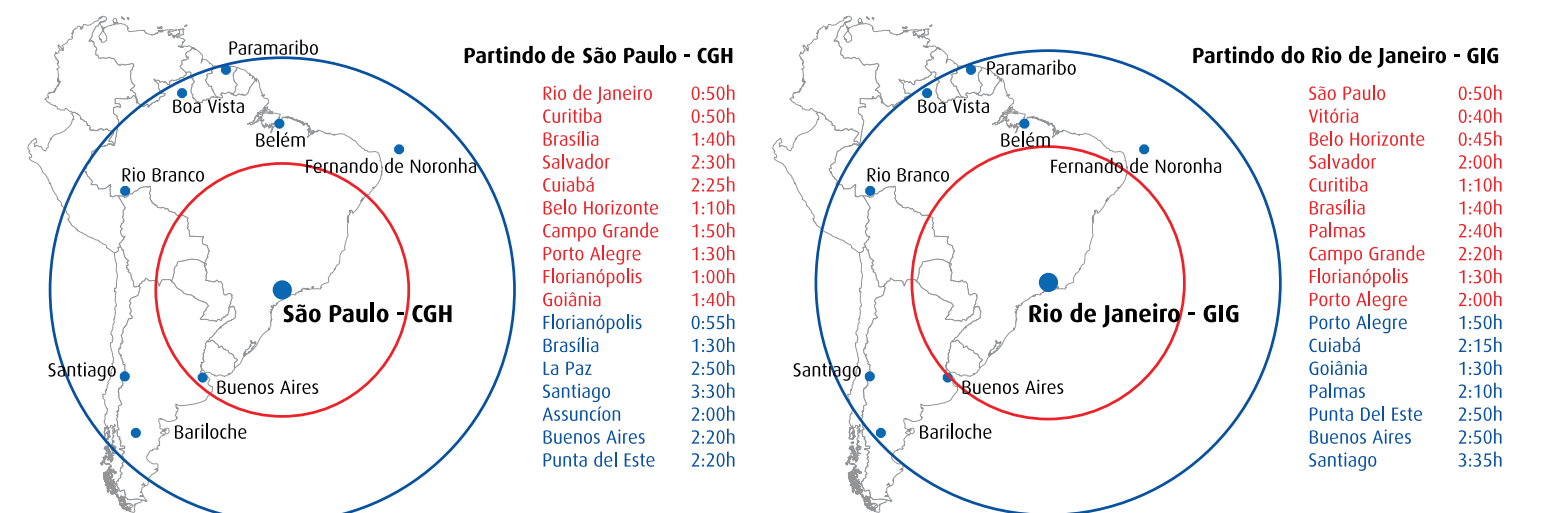 Paramaribo
Boa Vista
Belém
Fernando de Noronha
Rio Branco
São Paulo - CGH
Santiago
Buenos Aires
Bariloche
Partindo de São Paulo - CGH
Rio de Janeiro 0:50h
Curitiba 0:50h
Brasília 1:40h
Salvador 2:30h
Cuiabá 2:25h
Belo Horizonte 1:10h
Campo Grande 1:50h
Porto Alegre 1:30h
Florianópolis 1:00h
Goiânia 1:40h
Florianópolis 0:55h
Brasília 1:30h
La Paz 2:50h
Santiago 3:30h
Assuncíon 2:00h
Buenos Aires 2:20h
Punta del Este 2:20h
Paramaribo
Boa Vista
Belém
Fernando de Noronha
Rio Branco
Rio de Janeiro - GIG
Santiago
Buenos Aires
Bariloche
Partindo do Rio de Janeiro - GIG
São Paulo 0:50h
Vitória 0:40h
Belo Horizonte 0:45h
Salvador 2:00h
Curitiba 1:10h
Brasília 1:40h
Palmas 2:40h
Campo Grande 2:20h
Florianópolis 1:30h
Porto Alegre 2:00h
Porto Alegre 1:50h
Cuiabá 2:15h
Goiânia 1:30h
Palmas 2:10h
Punta Del Este 2:50h
Buenos Aires 2:50h
Santiago 3:35h